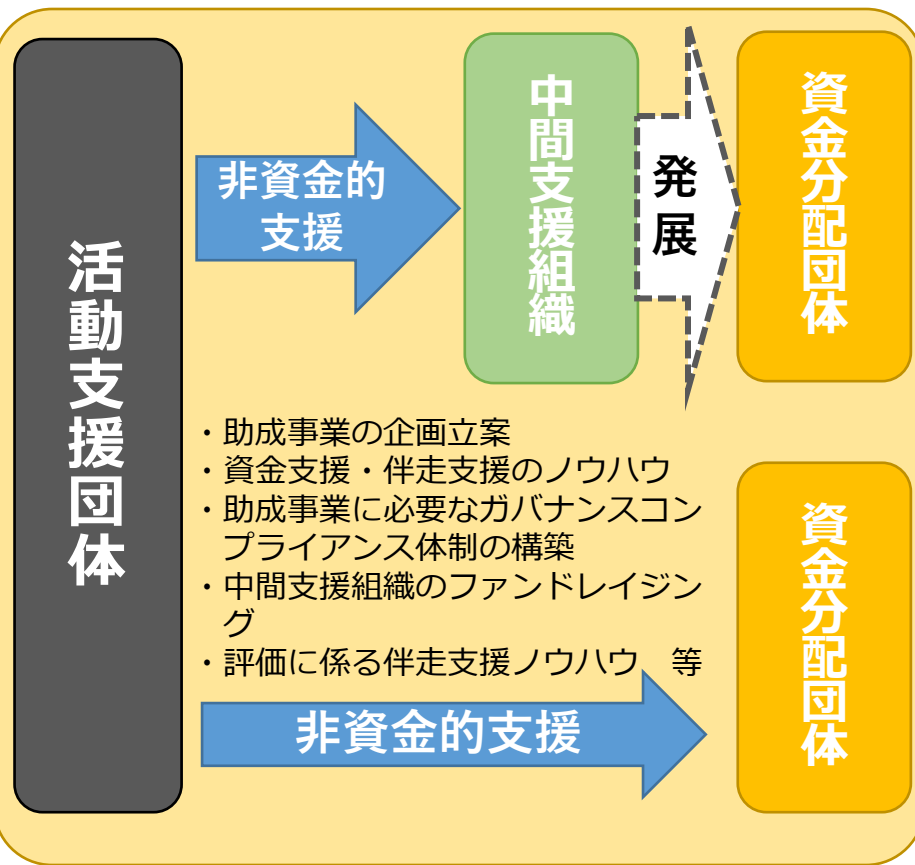 活動支援団体
非資金的
支援
中間支援組織
発展
資金分配団体
・助成事業の企画立案
・資金支援・伴走支援のノウハウ
・助成事業に必要なガバナンスコン
プライアンス体制の構築
・中間支援組織のファンドレイジン
グ
・評価に係る伴走支援ノウハウ　等
非資金的支援
資金分配団体